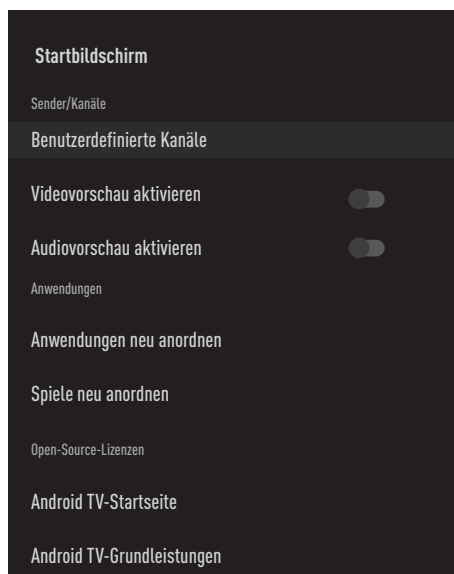 Startbildschirm
Sender/Kanäle
Benutzerdefinierte Kanäle
Videovorschau aktivieren
Audiovorschau aktivieren
Anwendungen
Anwendungen neu anordnen
Spiele neu anordnen
Open-Source-Lizenzen
Android TV-Startseite
Android TV-Grundleistungen